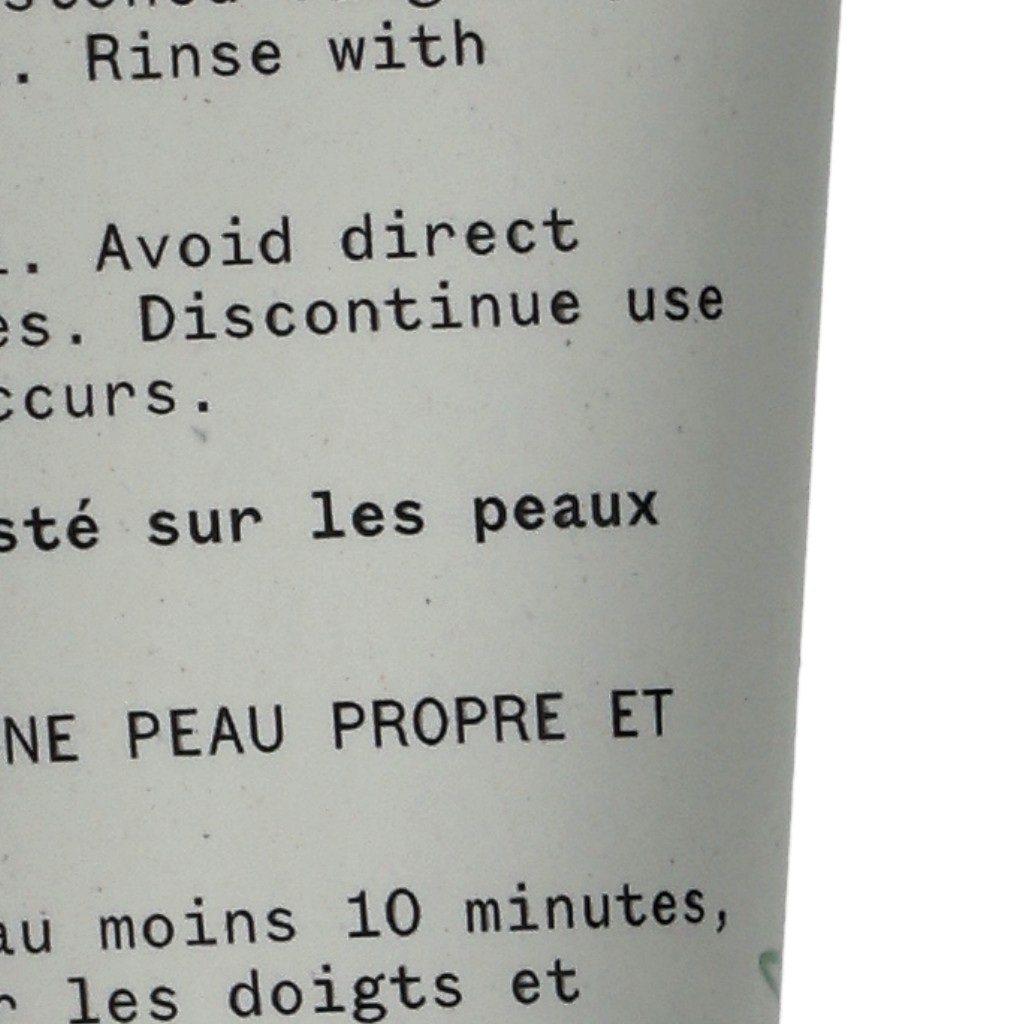 . Rinse with
. Avoid direct
es. Discontinue use
ccurs.
sté sur les peaux
NE PEAU PROPRE ET
au moins 10 minutes,
les doigts et